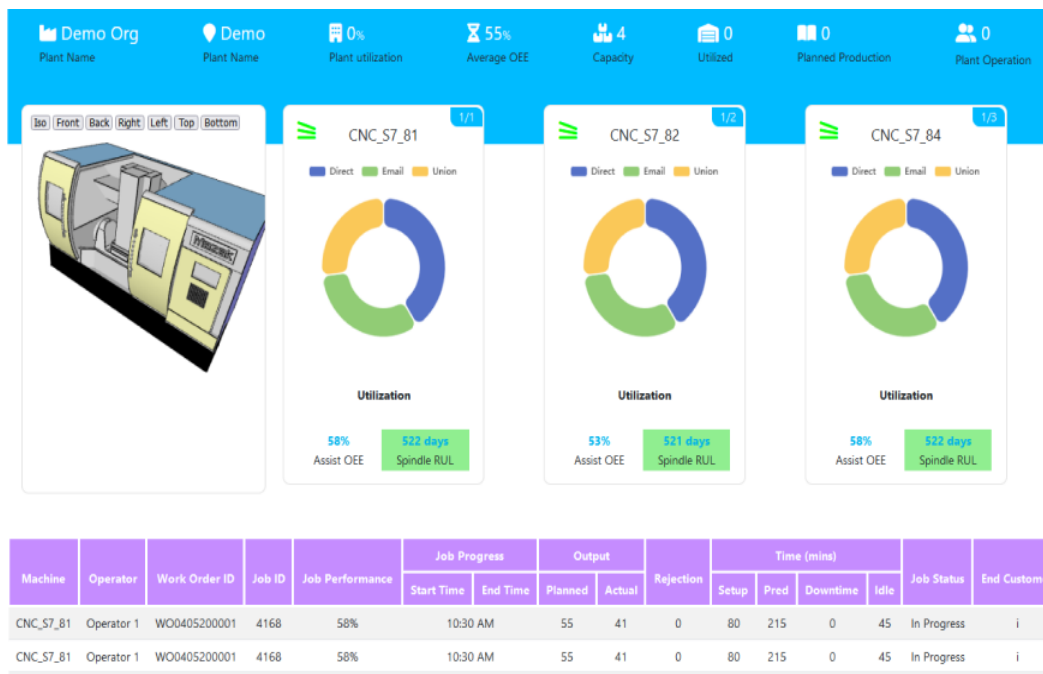 Demo Org
Demo
0%
55%
4
0
0
0
Plant Name
Plant Name
Plant utilization
Average OEE
Capacity
Utilized
Planned Production
Plant Operation
Iso Front Back Right Left Top Bottom
Mazak
1/1
CNC_S7_81
Direct Email Union
Utilization
58%
Assist OEE
522 days
Spindle RUL
1/2
CNC_S7_82
Direct Email Union
Utilization
53%
Assist OEE
521 days
Spindle RUL
1/3
CNC_S7_84
Direct Email Union
Utilization
58%
Assist OEE
522 days
Spindle RUL
Job Progress Output Time (mins)
Machine Operator Work Order ID Job ID Job Performance Rejection Job Status End Custom
Start Time End Time Planned Actual Setup Pred Downtime Idle
CNC_S7_81 Operator 1 WO0405200001 4168 58% 10:30 AM 55 41 0 80 215 0 45 In Progress i
CNC_S7_81 Operator 1 WO0405200001 4168 58% 10:30 AM 55 41 0 80 215 0 45 In Progress i